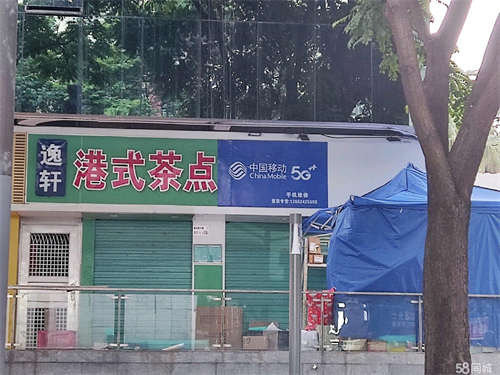 逸轩
港式茶点
中国移动
China Mobile
5G
手机维修
58同城